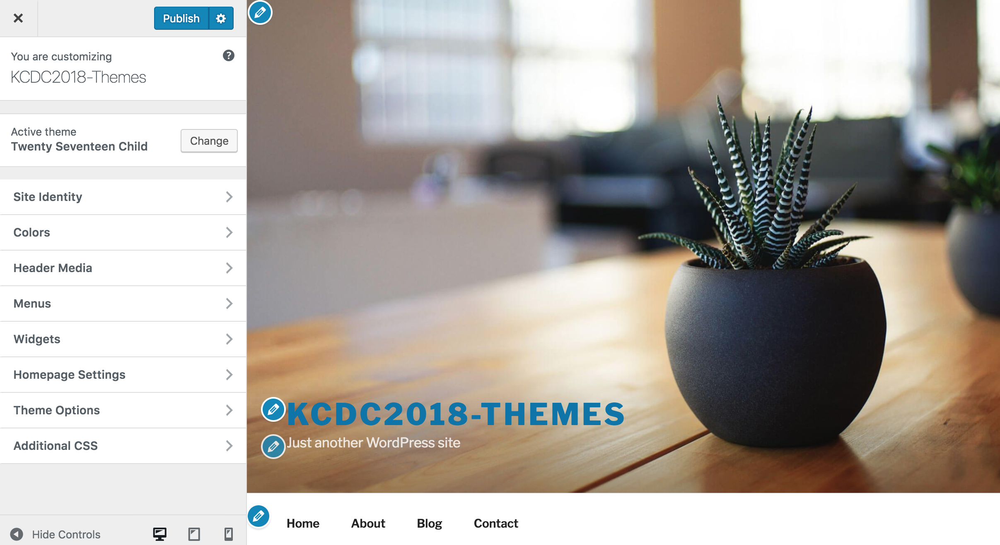 Publish
You are customizing
?
KCDC2018-Themes
Active theme
Twenty Seventeen Child
Change
Site Identity
Colors
Header Media
Menus
Widgets
Homepage Settings
Theme Options
Additional CSS
Hide Controls
KCDC2018-THEMES
Just another WordPress site
Home About Blog Contact